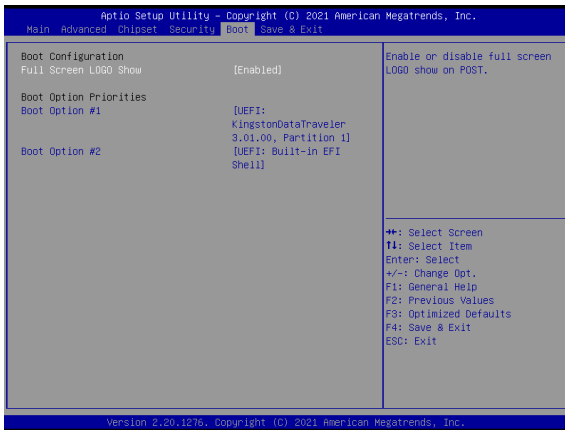 Aptio Setup Utility – Copyright (C) 2021 American Megatrends, Inc.
Main Advanced Chipset Security Boot Save & Exit
Boot Configuration
Full Screen LOGO Show [Enabled]
Boot Option Priorities
Boot Option #1 [UEFI:
KingstonDataTraveler
3.01.00, Partition 1]
Boot Option #2 [UEFI: Built-in EFI
Shell]
Enable or disable full screen
LOGO show on POST.
→←: Select Screen
↑↓: Select Item
Enter: Select
+/-: Change Opt.
F1: General Help
F2: Previous Values
F3: Optimized Defaults
F4: Save & Exit
ESC: Exit
Version 2.20.1276. Copyright (C) 2021 American Megatrends, Inc.